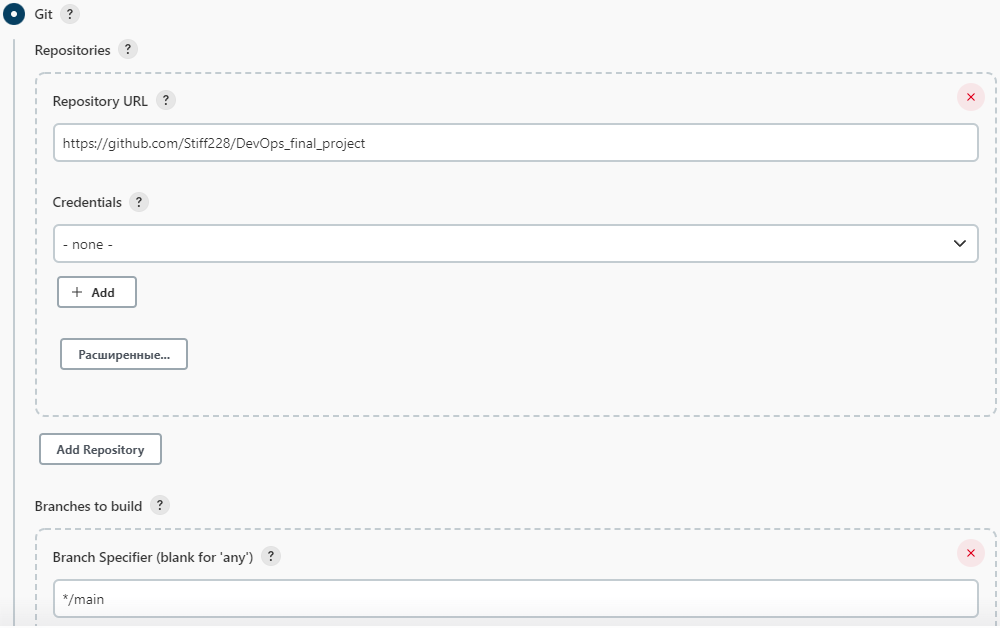 Git ?
Repositories ?
Repository URL ?
https://github.com/Stiff228/DevOps_final_project
Credentials ?
- none -
+ Add
Расширенные...
Add Repository
Branches to build ?
Branch Specifier (blank for 'any') ?
*/main